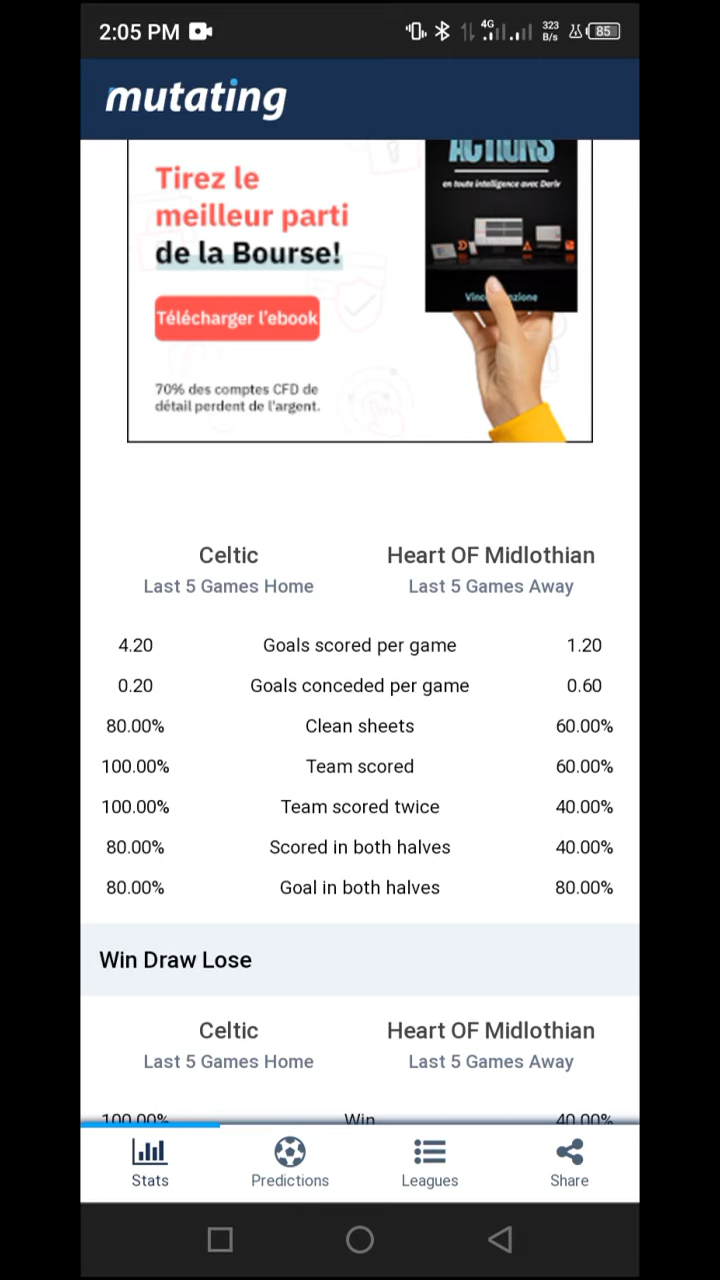 2:05 PM
4G
323
B/s
85
mutating
ACTIONS
en toute intelligence avec Deriv
Tirez le
meilleur parti
de la Bourse!
Télécharger l'ebook
70% des comptes CFD de
détail perdent de l'argent.
Celtic Heart OF Midlothian
Last 5 Games Home Last 5 Games Away
4.20 Goals scored per game 1.20
0.20 Goals conceded per game 0.60
80.00% Clean sheets 60.00%
100.00% Team scored 60.00%
100.00% Team scored twice 40.00%
80.00% Scored in both halves 40.00%
80.00% Goal in both halves 80.00%
Win Draw Lose
Celtic Heart OF Midlothian
Last 5 Games Home Last 5 Games Away
100.00% Win 40.00%
Stats Predictions Leagues Share